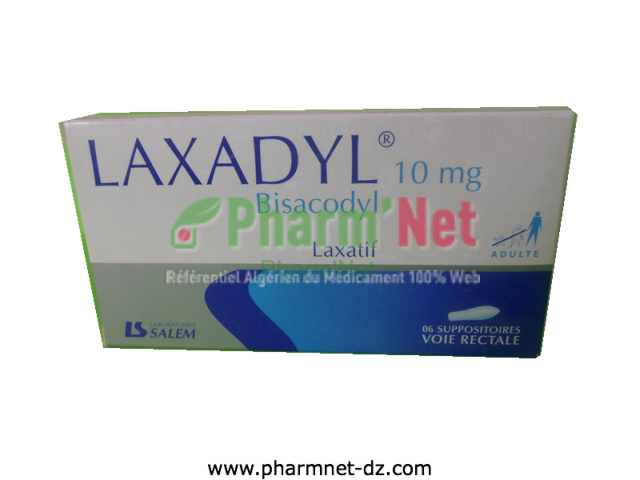 LAXADYL® 10 mg
Bisacodyl
Pharm'Net
Laxatif
Référentiel Algérien du Médicament 100% Web
ADULTE
LS LABORATOIRE SALEM
06 SUPPOSITOIRES
VOIE RECTALE
www.pharmnet-dz.com